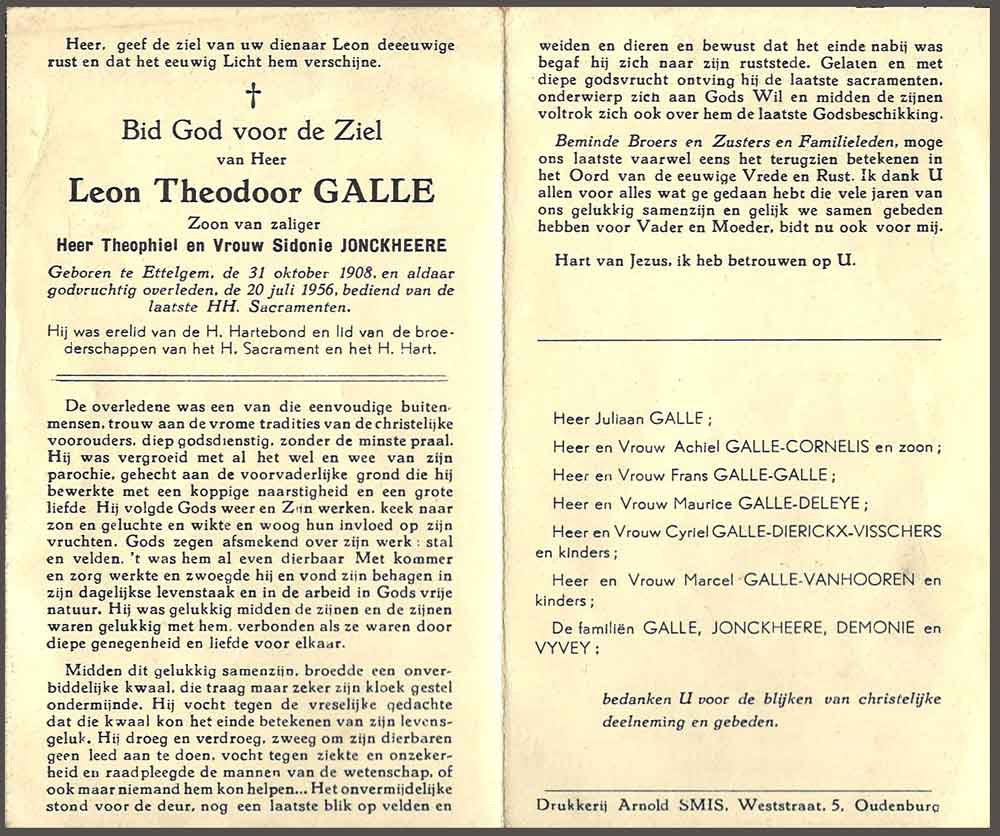 Heer, geef de ziel van uw dienaar Leon deeeuwige
rust en dat het eeuwig Licht hem verschijne.
†
Bid God voor de Ziel
van Heer
Leon Theodoor GALLE
Zoon van zaliger
Heer Theophiel en Vrouw Sidonie JONCKHEERE
Geboren te Ettelgem, de 31 oktober 1908, en aldaar
godvruchtig overleden, de 20 juli 1956, bediend van de
laatste HH. Sacramenten.
Hij was erelid van de H. Hartebond en lid van de broe-
derschappen van het H. Sacrament en het H. Hart.
De overledene was een van die eenvoudige buiten-
mensen, trouw aan de vrome tradities van de christelijke
voorouders, diep godsdienstig, zonder de minste praal.
Hij was vergroeid met al het wel en wee van zijn
parochie, gehecht aan de voorvaderlijke grond die hij
bewerkte met een koppige naarstigheid en een grote
liefde Hij volgde Gods weer en Zijn werken, keek naar
zon en geluchte en wikte en woog hun invloed op zijn
vruchten. Gods zegen afsmekend over zijn werk : stal
en velden, 't was hem al even dierbaar Met kommer
en zorg werkte en zwoegde hij en vond zijn behagen in
zijn dagelijkse levenstaak en in de arbeid in Gods vrije
natuur. Hij was gelukkig midden de zijnen en de zijnen
waren gelukkig met hem, verbonden als ze waren door
diepe genegenheid en liefde voor elkaar.
Midden dit gelukkig samenzijn, broedde een onver-
biddelijke kwaal, die traag maar zeker zijn kloek gestel
ondermijnde. Hij vocht tegen de vreselijke gedachte
dat die kwaal kon het einde betekenen van zijn levens-
geluk. Hij droeg en verdroeg, zweeg om zijn dierbaren
geen leed aan te doen, vocht tegen ziekte en onzeker-
heid en raadpleegde de mannen van de wetenschap, of
ook maar niemand hem kon helpen... Het onvermijdelijke
stond voor de deur, nog een laatste blik op velden en
weiden en dieren en bewust dat het einde nabij was
begaf hij zich naar zijn ruststede. Gelaten en met
diepe godsvrucht ontving hij de laatste sacramenten,
onderwierp zich aan Gods Wil en midden de zijnen
voltrok zich ook over hem de laatste Godsbeschikking.
Beminde Broers en Zusters en Familieleden, moge
ons laatste vaarwel eens het terugzien betekenen in
het Oord van de eeuwige Vrede en Rust. Ik dank U
allen voor alles wat ge gedaan hebt die vele jaren van
ons gelukkig samenzijn en gelijk we samen gebeden
hebben voor Vader en Moeder, bidt nu ook voor mij.
Hart van Jezus, ik heb betrouwen op U.
Heer Juliaan GALLE ;
Heer en Vrouw Achiel GALLE-CORNELIS en zoon ;
Heer en Vrouw Frans GALLE-GALLE ;
Heer en Vrouw Maurice GALLE-DELEYE ;
Heer en Vrouw Cyriel GALLE-DIERICKX-VISSCHERS
en kinders ;
Heer en Vrouw Marcel GALLE-VANHOOREN en
kinders ;
De familiën GALLE, JONCKHEERE, DEMONIE en
VYVEY ;
bedanken U voor de blijken van christelijke
deelneming en gebeden.
Drukkerij Arnold SMIS, Weststraat, 5, Oudenburg